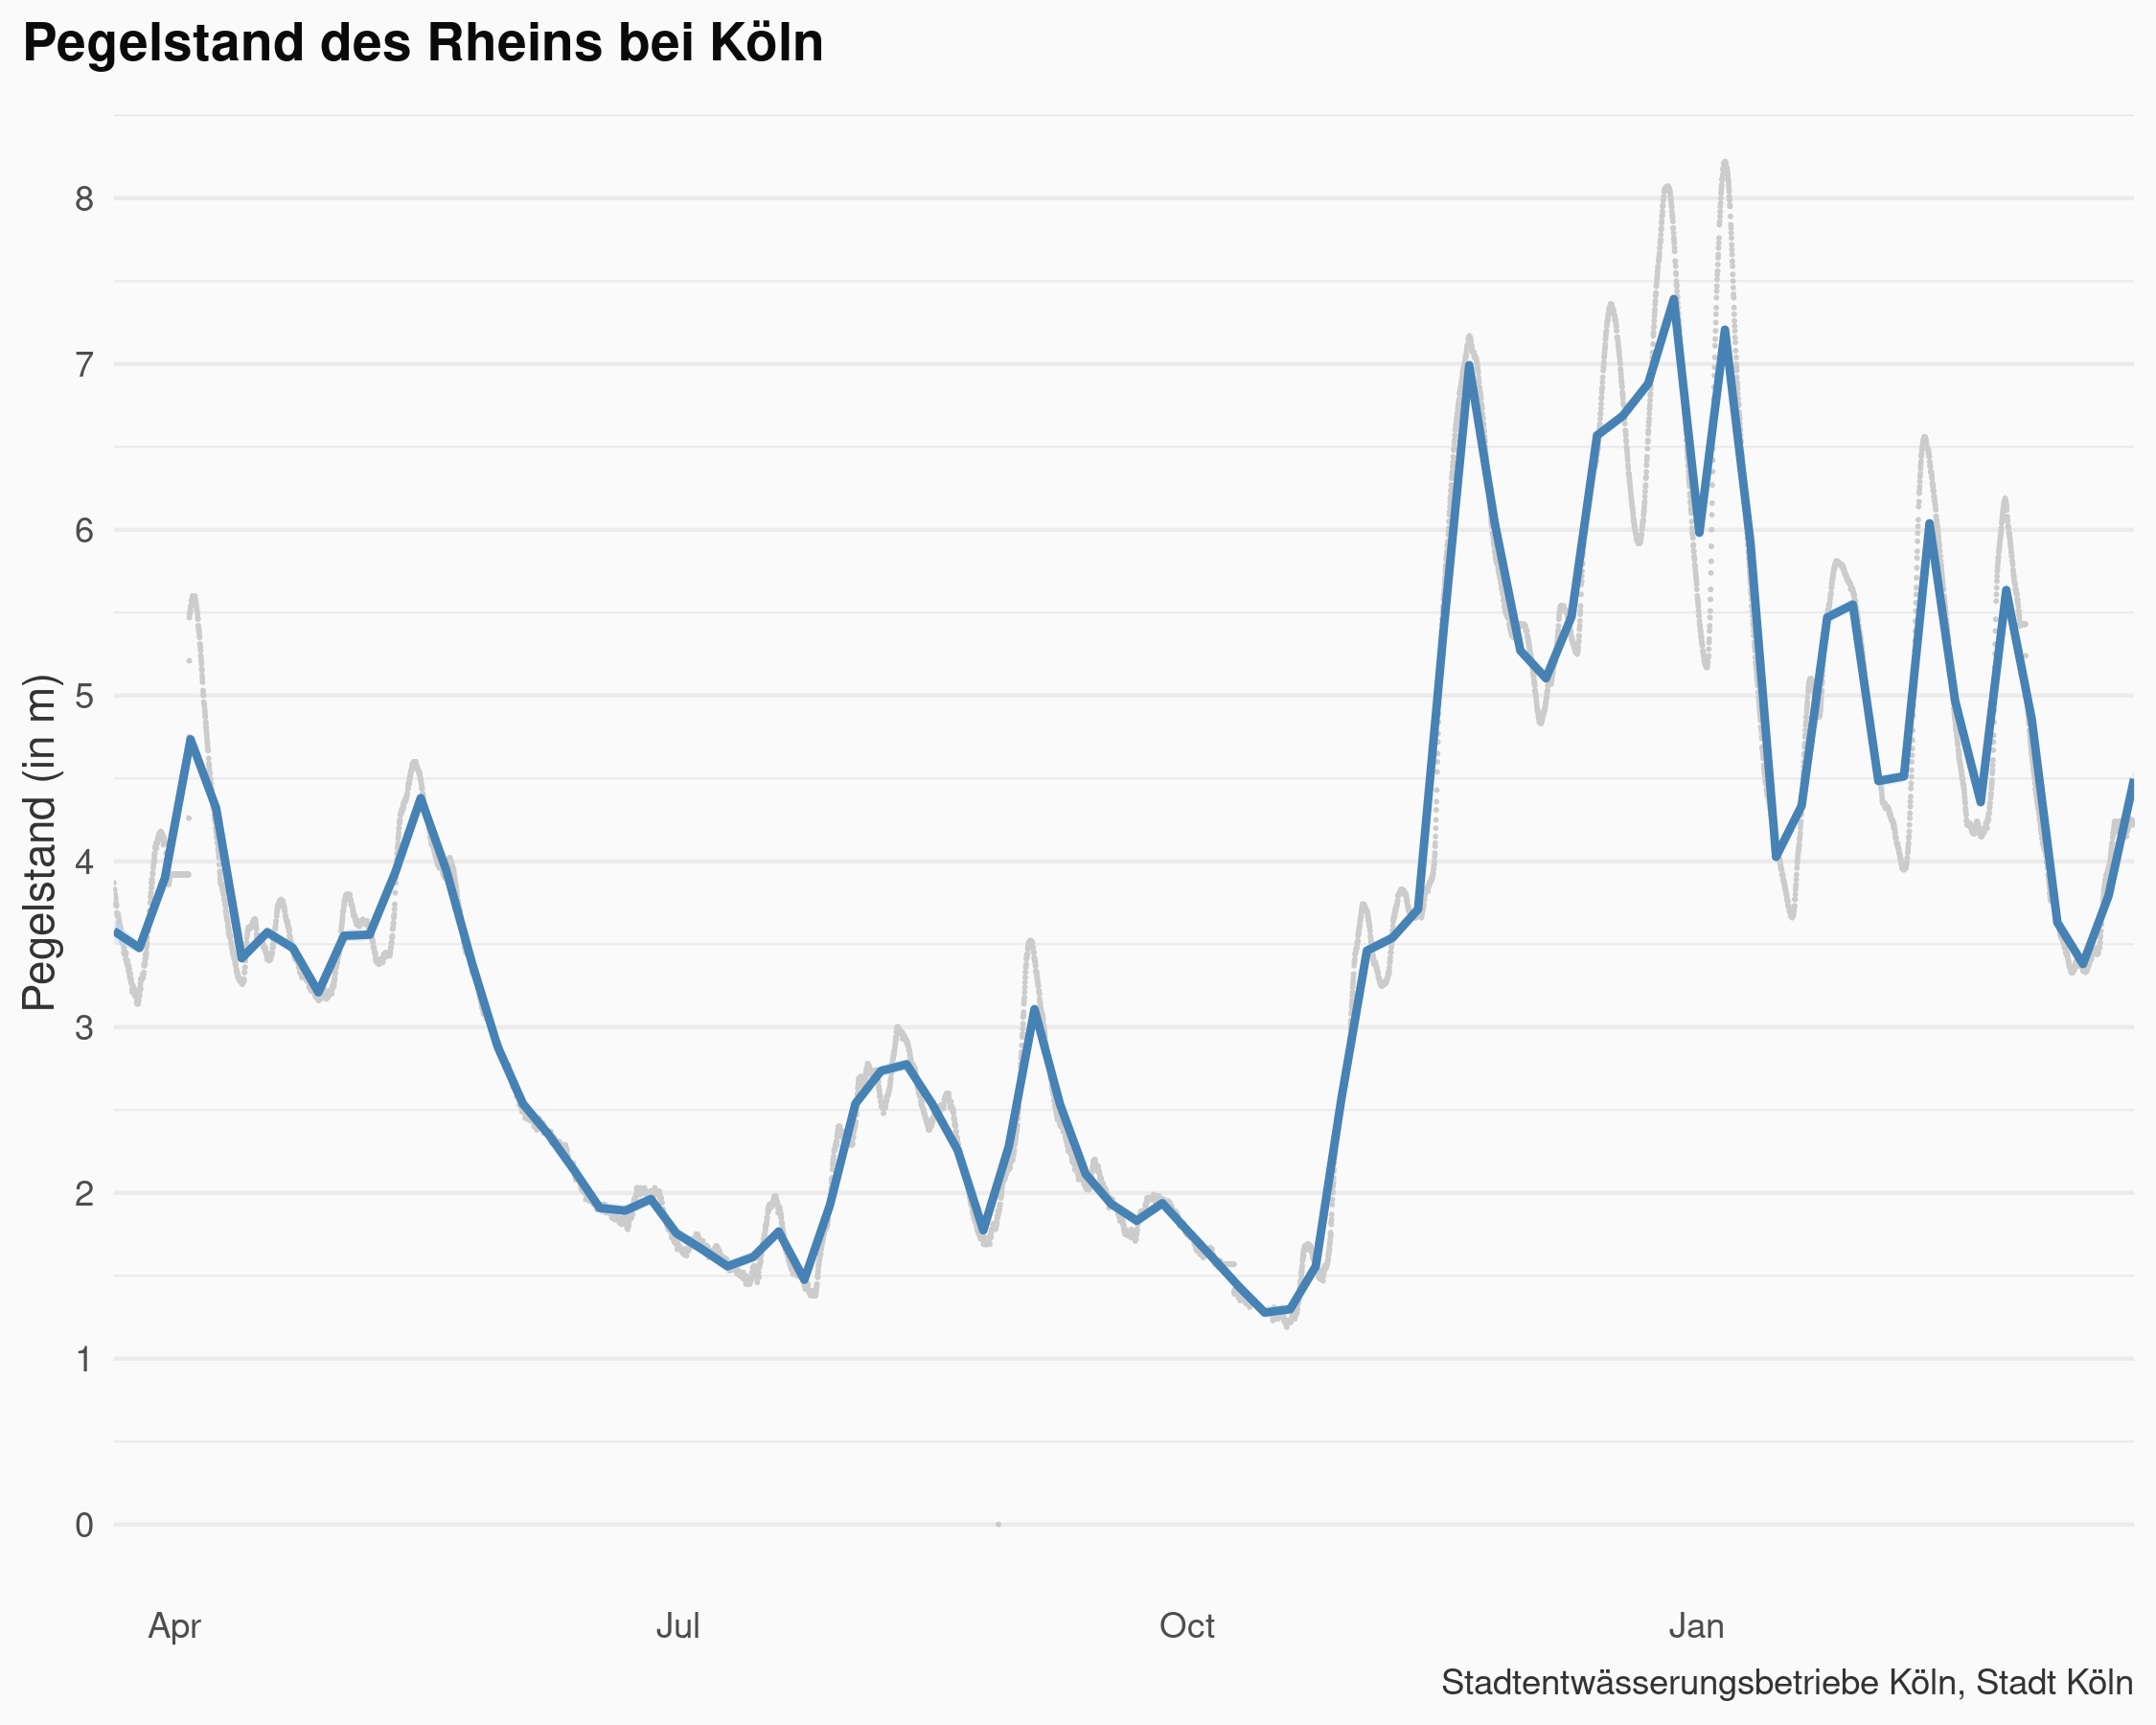 Pegelstand des Rheins bei Köln
Pegelstand (in m)
8
7
6
5
4
3
2
1
0
Apr Jul Oct Jan
Stadtentwässerungsbetriebe Köln, Stadt Köln